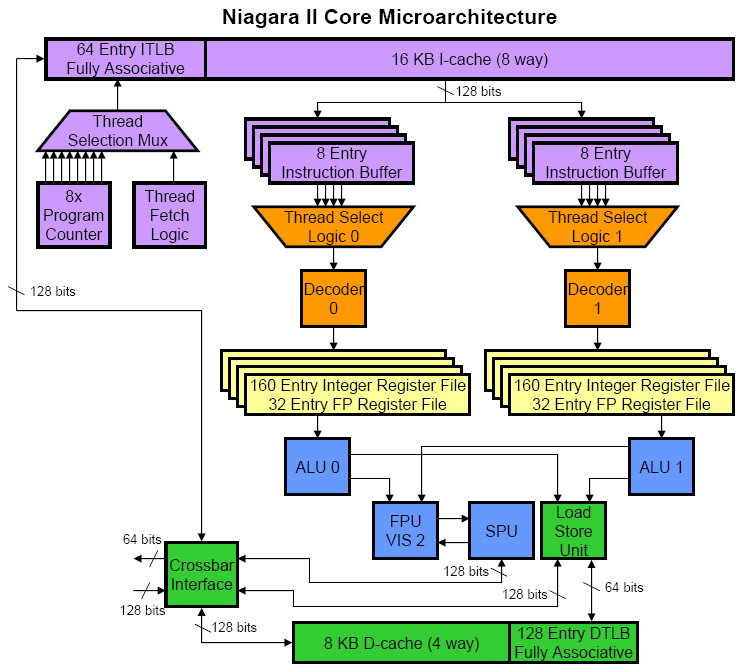 Niagara II Core Microarchitecture
64 Entry ITLB
Fully Associative
16 KB I-cache (8 way)
128 bits
Thread
Selection Mux
8 Entry
Instruction Buffer
8 Entry
Instruction Buffer
8x
Program
Counter
Thread
Fetch
Logic
Thread Select
Logic 0
Thread Select
Logic 1
128 bits
Decoder
0
Decoder
1
160 Entry Integer Register File
32 Entry FP Register File
160 Entry Integer Register File
32 Entry FP Register File
ALU 0
ALU 1
FPU
VIS 2
SPU
Load
Store
Unit
64 bits
Crossbar
Interface
128 bits
128 bits
128 bits
64 bits
128 bits
8 KB D-cache (4 way)
128 Entry DTLB
Fully Associative